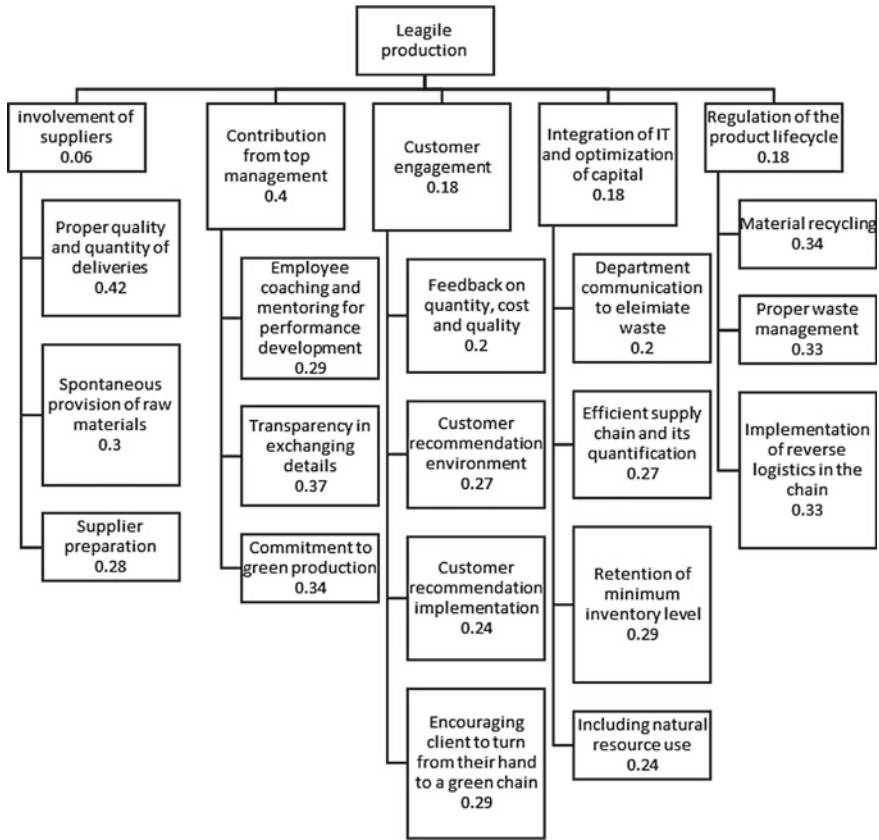 Leagile
production
involvement of
suppliers
0.06
Proper quality
and quantity of
deliveries
0.42
Spontaneous
provision of raw
materials
0.3
Supplier
preparation
0.28
Contribution
from top
management
0.4
Employee
coaching and
mentoring for
performance
development
0.29
Transparency in
exchanging
details
0.37
Commitment to
green production
0.34
Customer
engagement
0.18
Feedback on
quantity, cost
and quality
0.2
Customer
recommendation
environment
0.27
Customer
recommendation
implementation
0.24
Encouraging
client to turn
from their hand
to a green chain
0.29
Integration of IT
and optimization
of capital
0.18
Department
communication
to eleimiate
waste
0.2
Efficient supply
chain and its
quantification
0.27
Retention of
minimum
inventory level
0.29
Including natural
resource use
0.24
Regulation of the
product lifecycle
0.18
Material recycling
0.34
Proper waste
management
0.33
Implementation
of reverse
logistics in the
chain
0.33